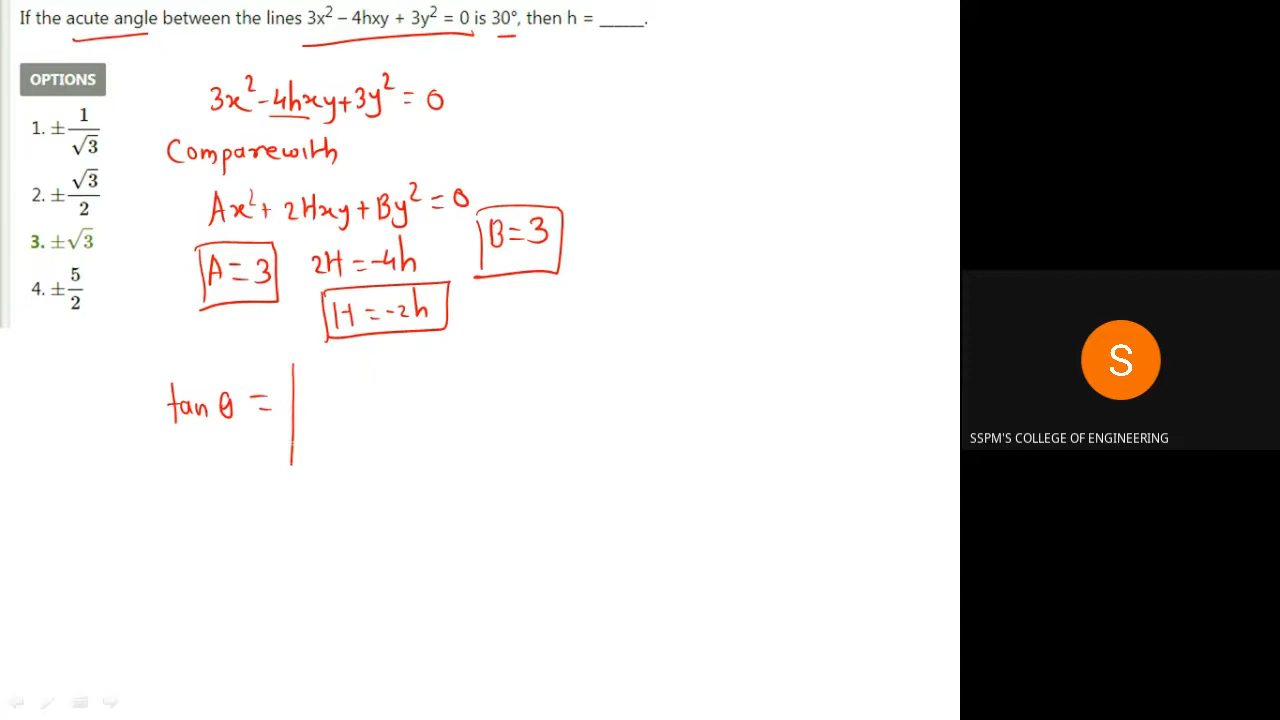 If the acute angle between the lines 3x² – 4hxy + 3y² = 0 is 30°, then h = _____.
OPTIONS
1. ± 1/√3
2. ± √3/2
3. ±√3
4. ± 5/2
3x² - 4hxy + 3y² = 0
Compare with
Ax² + 2Hxy + By² = 0
A = 3
2H = -4h
B = 3
H = -2h
tan θ =
S
SSPM'S COLLEGE OF ENGINEERING